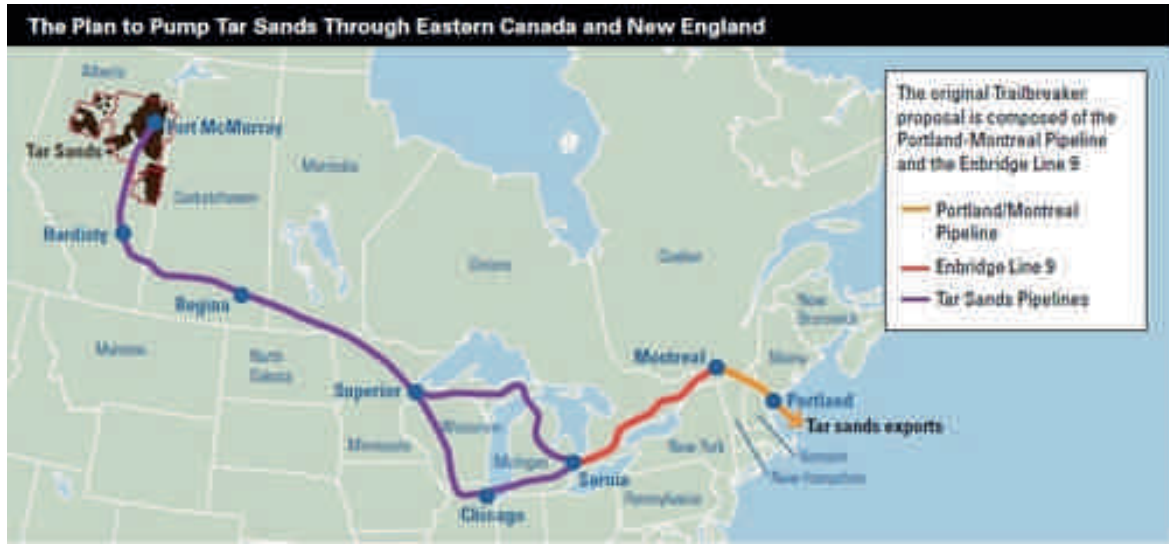 The Plan to Pump Tar Sands Through Eastern Canada and New England
The original Trailbreaker
proposal is composed of the
Portland-Montreal Pipeline
and the Enbridge Line 9
Portland/Montreal
Pipeline
Enbridge Line 9
Tar Sands Pipelines
Alberta
Fort McMurray
Tar Sands
Manitoba
Saskatchewan
Hardisty
Ontario
Quebec
Regina
New
Brunswick
Montana
North
Dakota
Montreal
Maine
Superior
Portland
Wisconsin
Tar sands exports
Minnesota
Michigan
New York
Sarnia
New Hampshire
Pennsylvania
Chicago